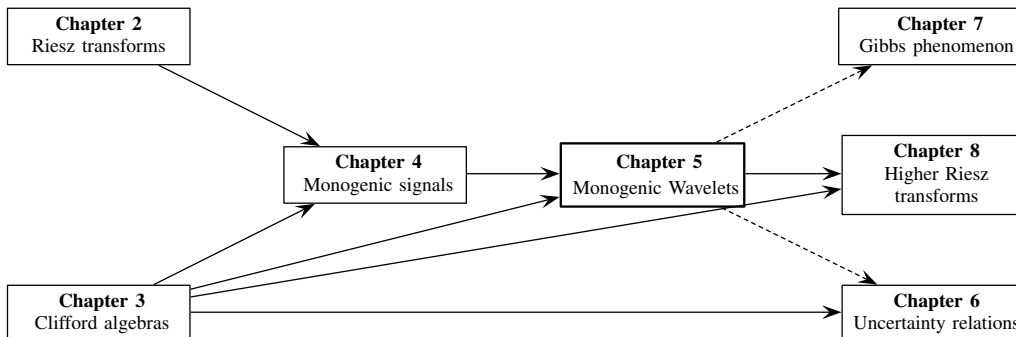 Chapter 2
Riesz transforms
Chapter 7
Gibbs phenomenon
Chapter 4
Monogenic signals
Chapter 5
Monogenic Wavelets
Chapter 8
Higher Riesz
transforms
Chapter 3
Clifford algebras
Chapter 6
Uncertainty relations